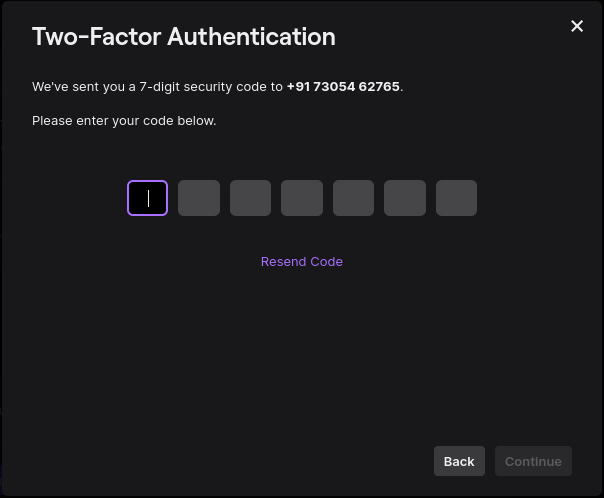 Two-Factor Authentication
We've sent you a 7-digit security code to +91 73054 62765.
Please enter your code below.
Resend Code
Back
Continue